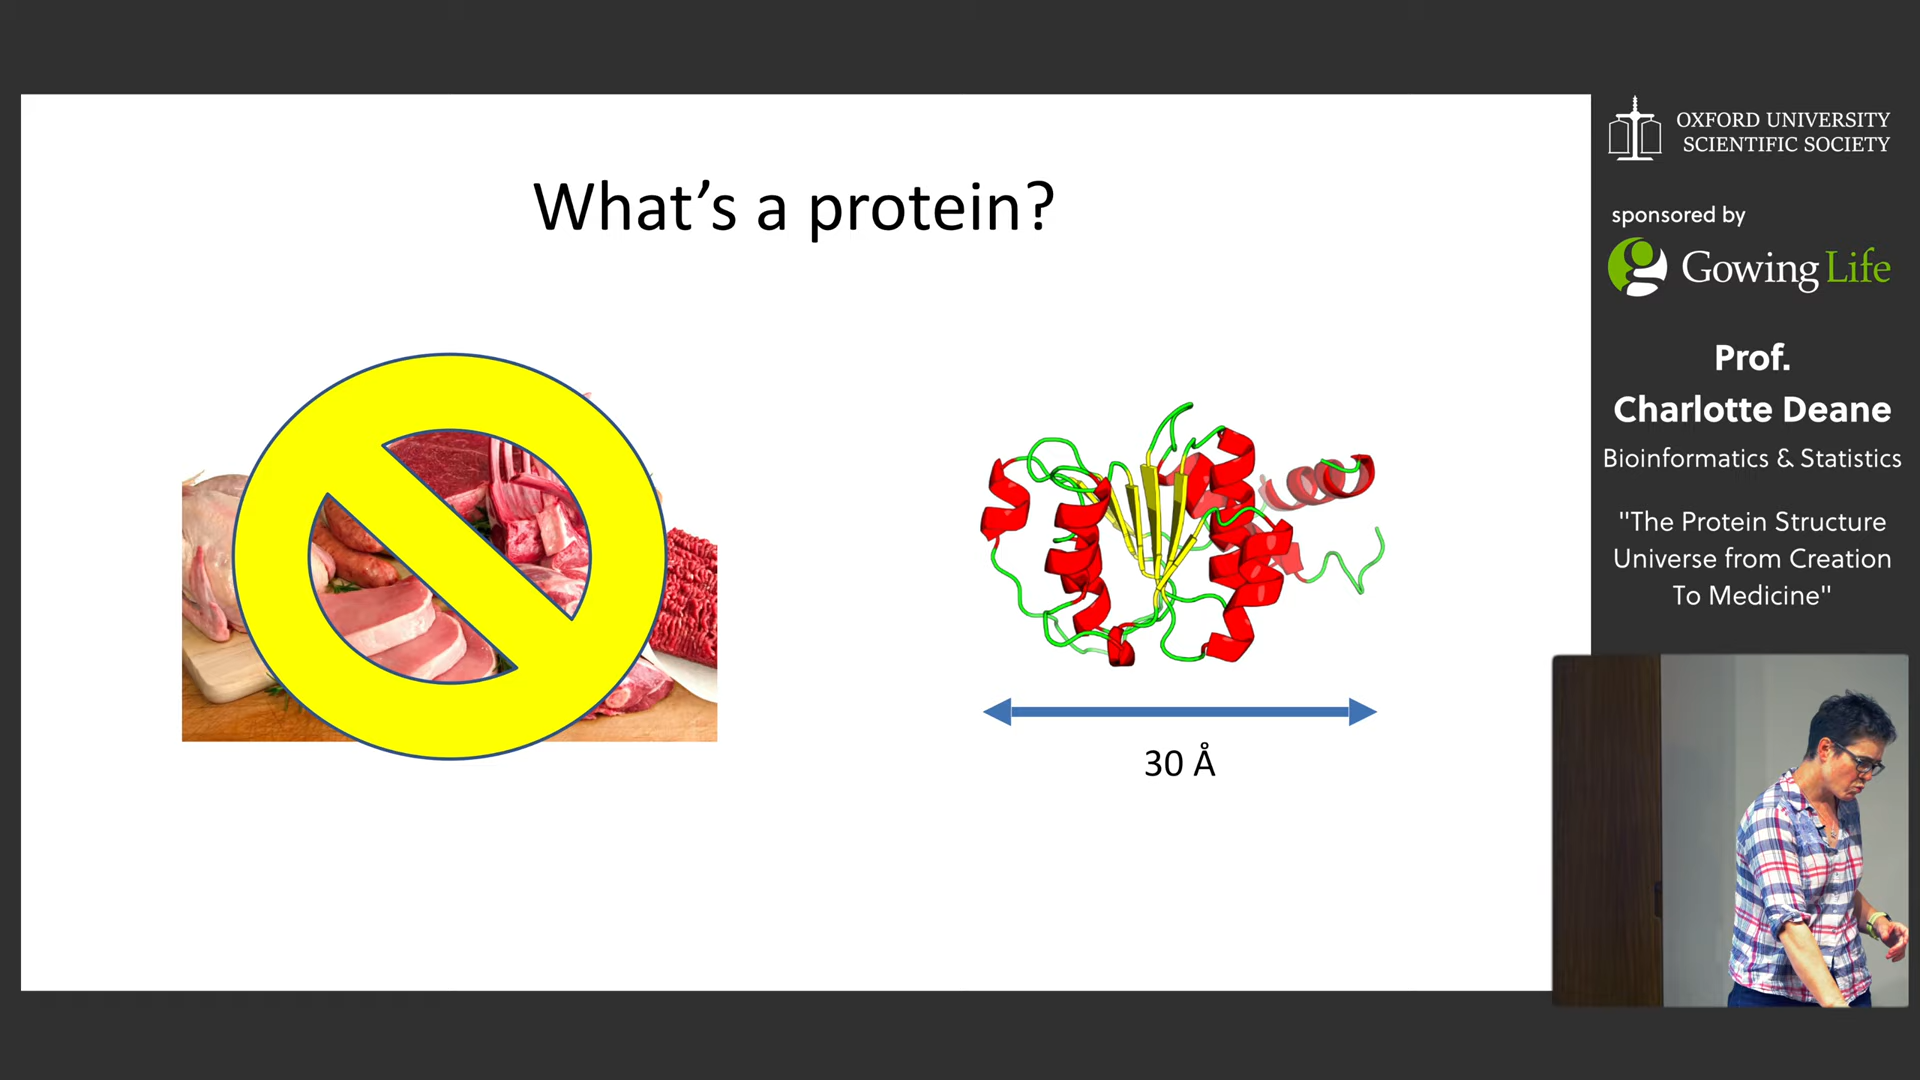 What's a protein?
30 Å
OXFORD UNIVERSITY
SCIENTIFIC SOCIETY
sponsored by
Gowing Life
Prof.
Charlotte Deane
Bioinformatics & Statistics
"The Protein Structure
Universe from Creation
To Medicine"